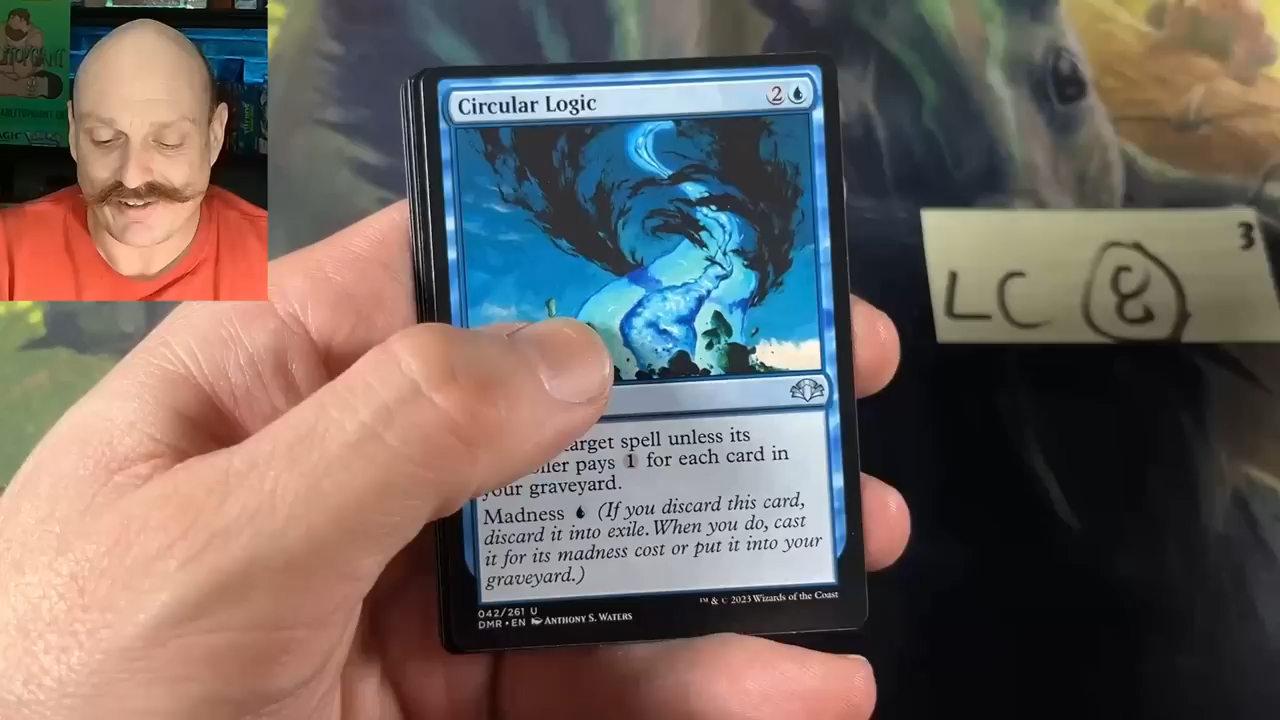 Circular Logic 2
target spell unless its
pays 1 for each card in
your graveyard.
Madness (If you discard this card,
discard it into exile. When you do, cast
it for its madness cost or put it into your
graveyard.)
042/261 U
DMR • EN ANTHONY S. WATERS
™ & © 2023 Wizards of the Coast
3
LC
MAGIC